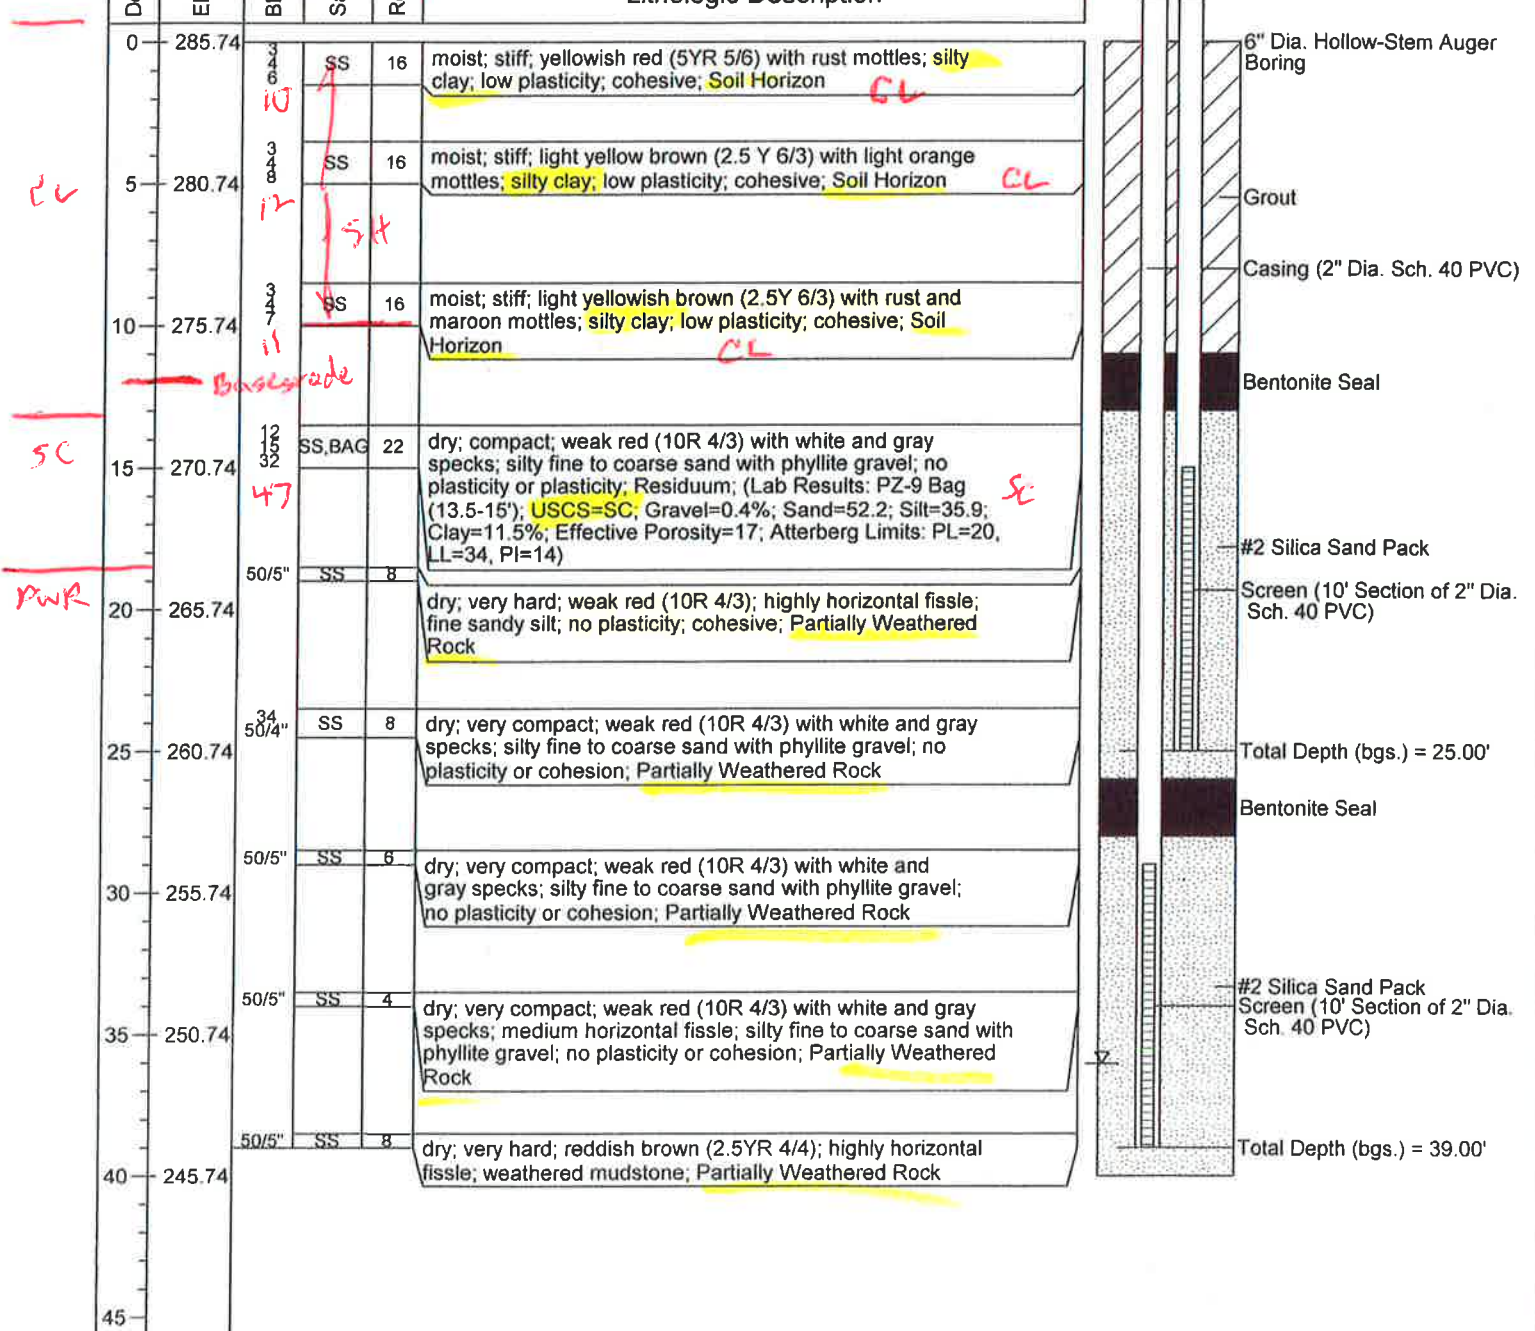 Lithologic Description
0 285.74
3
4
6
SS 16
moist; stiff; yellowish red (5YR 5/6) with rust mottles; silty
clay; low plasticity; cohesive; Soil Horizon
CL
10
6" Dia. Hollow-Stem Auger
Boring
3
4
8
SS 16
moist; stiff; light yellow brown (2.5 Y 6/3) with light orange
mottles; silty clay; low plasticity; cohesive; Soil Horizon
CL
5 280.74
12
CL
SH
Grout
Casing (2" Dia. Sch. 40 PVC)
3
4
7
SS 16
moist; stiff; light yellowish brown (2.5Y 6/3) with rust and
maroon mottles; silty clay; low plasticity; cohesive; Soil
Horizon
CL
10 275.74
11
Basegrade
Bentonite Seal
12
15
32
SS,BAG 22
dry; compact; weak red (10R 4/3) with white and gray
specks; silty fine to coarse sand with phyllite gravel; no
plasticity or plasticity; Residuum; (Lab Results: PZ-9 Bag
(13.5-15'); USCS=SC; Gravel=0.4%; Sand=52.2; Silt=35.9;
Clay=11.5%; Effective Porosity=17; Atterberg Limits: PL=20,
LL=34, PI=14)
SC
SC
15 270.74
47
#2 Silica Sand Pack
50/5" SS 8
PWR
20 265.74
dry; very hard; weak red (10R 4/3); highly horizontal fissle;
fine sandy silt; no plasticity; cohesive; Partially Weathered
Rock
Screen (10' Section of 2" Dia.
Sch. 40 PVC)
34
50/4"
SS 8
dry; very compact; weak red (10R 4/3) with white and gray
specks; silty fine to coarse sand with phyllite gravel; no
plasticity or cohesion; Partially Weathered Rock
25 260.74
Total Depth (bgs.) = 25.00'
Bentonite Seal
50/5" SS 6
dry; very compact; weak red (10R 4/3) with white and
gray specks; silty fine to coarse sand with phyllite gravel;
no plasticity or cohesion; Partially Weathered Rock
30 255.74
50/5" SS 4
dry; very compact; weak red (10R 4/3) with white and gray
specks; medium horizontal fissle; silty fine to coarse sand with
phyllite gravel; no plasticity or cohesion; Partially Weathered
Rock
35 250.74
#2 Silica Sand Pack
Screen (10' Section of 2" Dia.
Sch. 40 PVC)
50/5" SS 8
dry; very hard; reddish brown (2.5YR 4/4); highly horizontal
fissle; weathered mudstone; Partially Weathered Rock
Total Depth (bgs.) = 39.00'
40 245.74
45